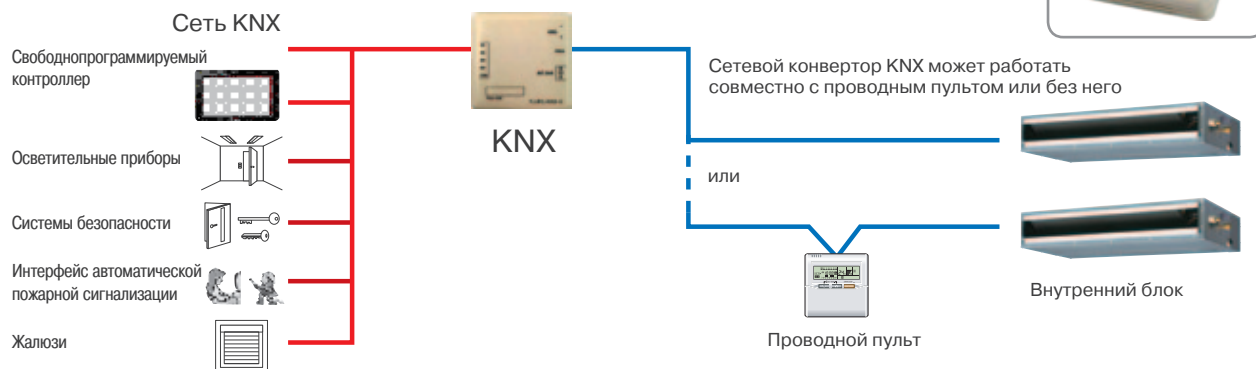 Сеть KNX
Свободнопрограммируемый
контроллер
Осветительные приборы
Системы безопасности
Интерфейс автоматической
пожарной сигнализации
Жалюзи
KNX
Сетевой конвертор KNX может работать
совместно с проводным пультом или без него
или
Проводной пульт
Внутренний блок